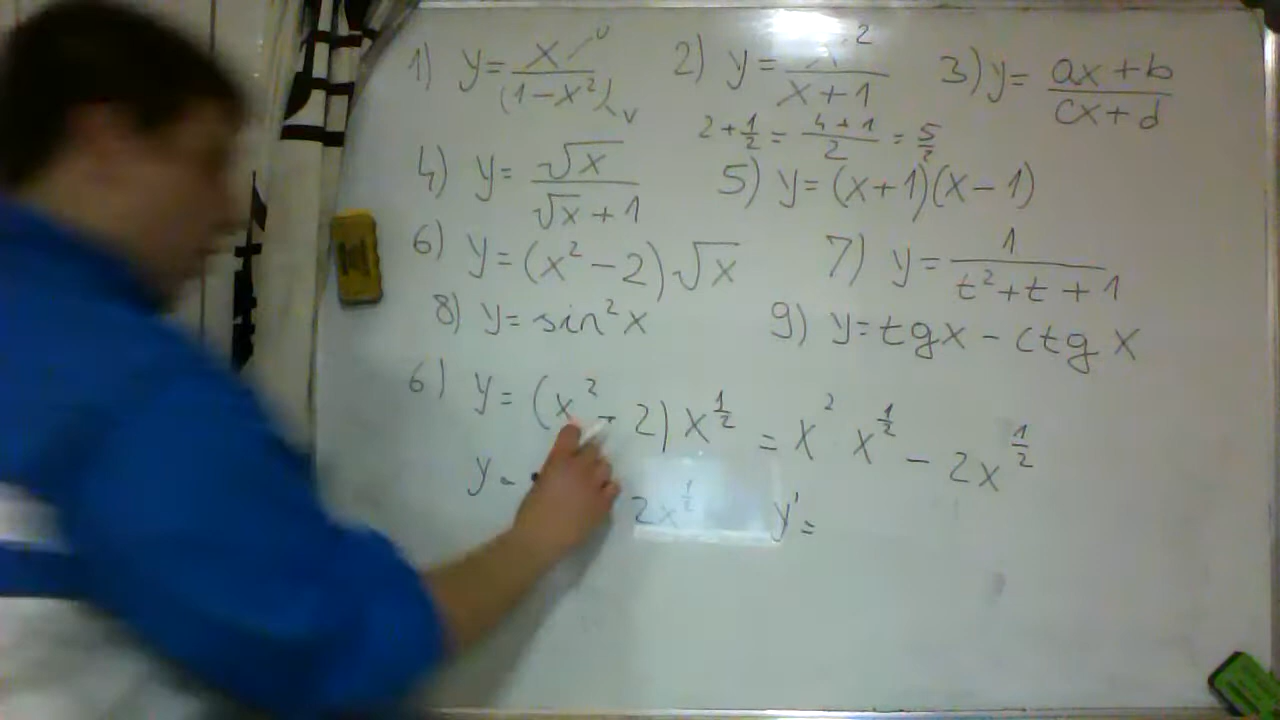 1) y = x / (1-x²) u v
2) y = x² / x+1
3) y = ax+b / cx+d
2+1/2 = 4+1/2 = 5/2
4) y = √x / √x+1
5) y = (x+1)(x-1)
6) y = (x²-2)√x
7) y = 1 / t²+t+1
8) y = sin²x
9) y = tgx - ctg x
6) y = (x²-2) x^1/2 = x² x^1/2 - 2x^1/2
y 2x^1/2 y' =